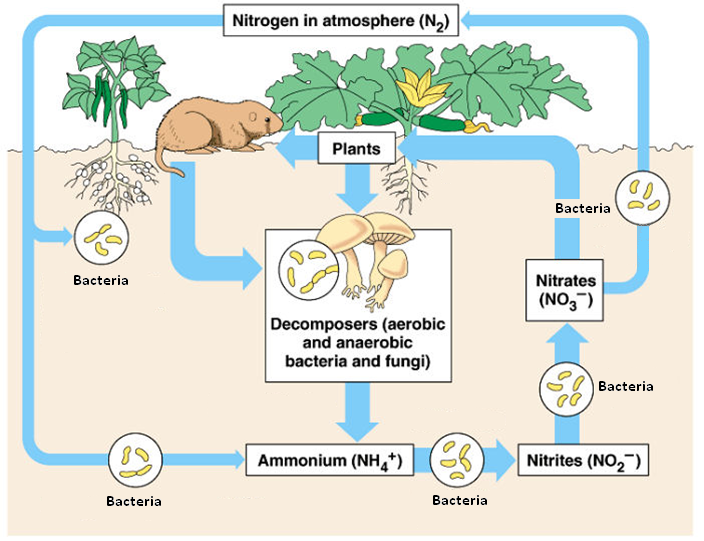 Nitrogen in atmosphere (N₂)
Plants
Bacteria
Bacteria
Nitrates
(NO₃⁻)
Decomposers (aerobic
and anaerobic
bacteria and fungi)
Bacteria
Ammonium (NH₄⁺)
Nitrites (NO₂⁻)
Bacteria
Bacteria